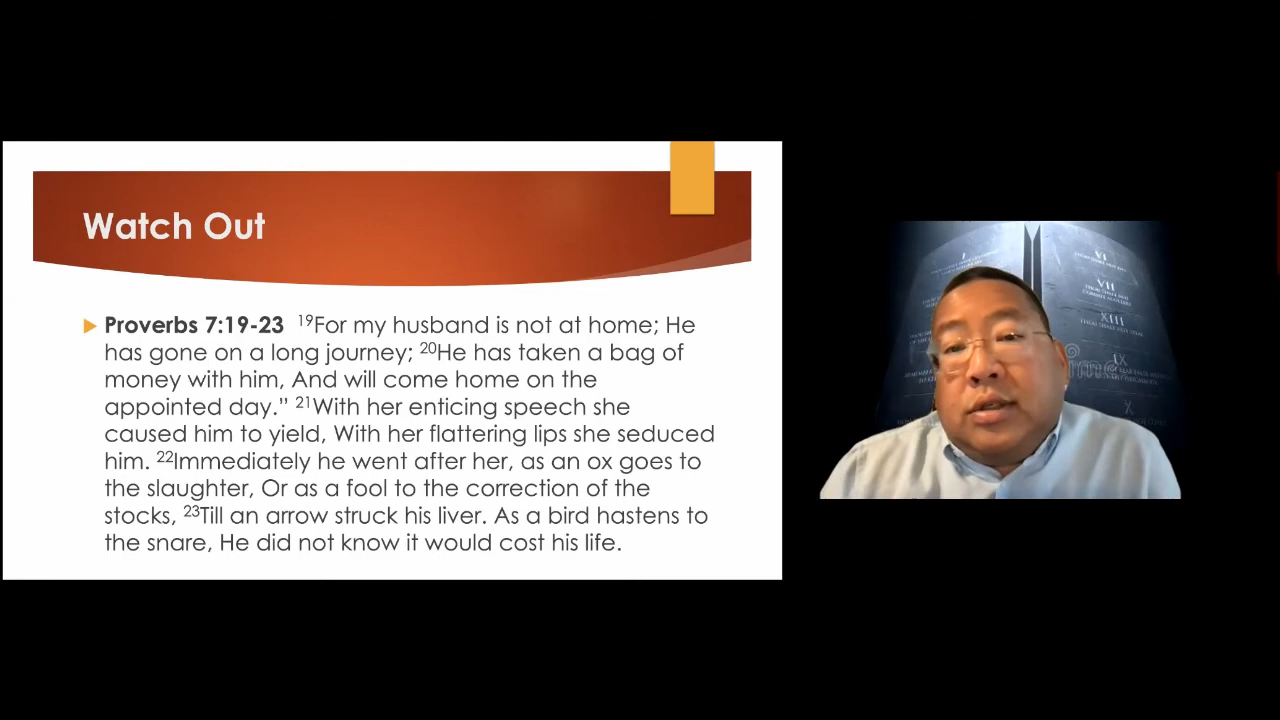 Watch Out
Proverbs 7:19-23 ¹⁹For my husband is not at home; He
has gone on a long journey; ²⁰He has taken a bag of
money with him, And will come home on the
appointed day.” ²¹With her enticing speech she
caused him to yield, With her flattering lips she seduced
him. ²²Immediately he went after her, as an ox goes to
the slaughter, Or as a fool to the correction of the
stocks, ²³Till an arrow struck his liver. As a bird hastens to
the snare, He did not know it would cost his life.
I
VI
VII
XIII
IX
X